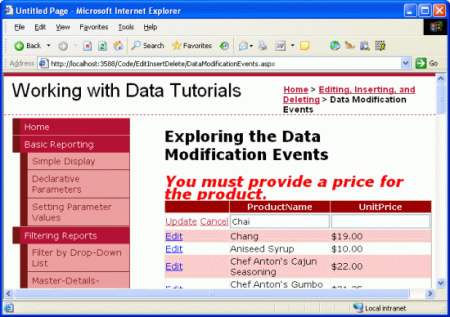 Untitled Page - Microsoft Internet Explorer
File Edit View Favorites Tools Help
Back Search Favorites
Address http://localhost:3588/Code/EditInsertDelete/DataModificationEvents.aspx Go
Working with Data Tutorials
Home > Editing, Inserting, and
Deleting > Data Modification
Events
Home
Basic Reporting
Simple Display
Declarative
Parameters
Setting Parameter
Values
Filtering Reports
Filter by Drop-Down
List
Master-Details-
Exploring the Data
Modification Events
You must provide a price for
the product.
ProductName UnitPrice
Update Cancel Chai
Edit Chang $19.00
Edit Aniseed Syrup $10.00
Edit Chef Anton's Cajun
Seasoning $22.00
Chef Anton's Gumbo
Local intranet